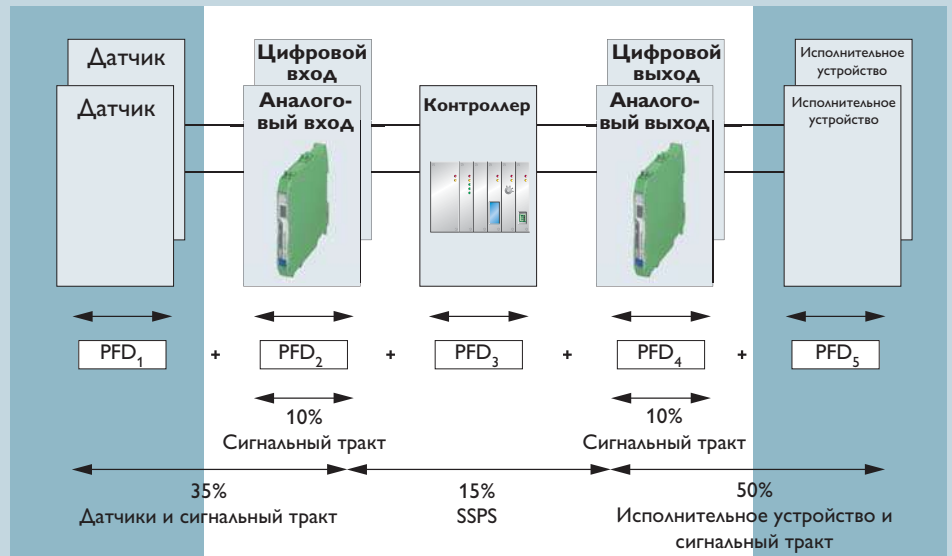 Датчик
Датчик
Цифровой
вход
Аналого-
вый вход
Контроллер
Цифровой
выход
Аналого-
вый выход
Исполнительное
устройство
Исполнительное
устройство
PFD1 + PFD2 + PFD3 + PFD4 + PFD5
10%
Сигнальный тракт
10%
Сигнальный тракт
35%
Датчики и сигнальный тракт
15%
SSPS
50%
Исполнительное устройство и
сигнальный тракт